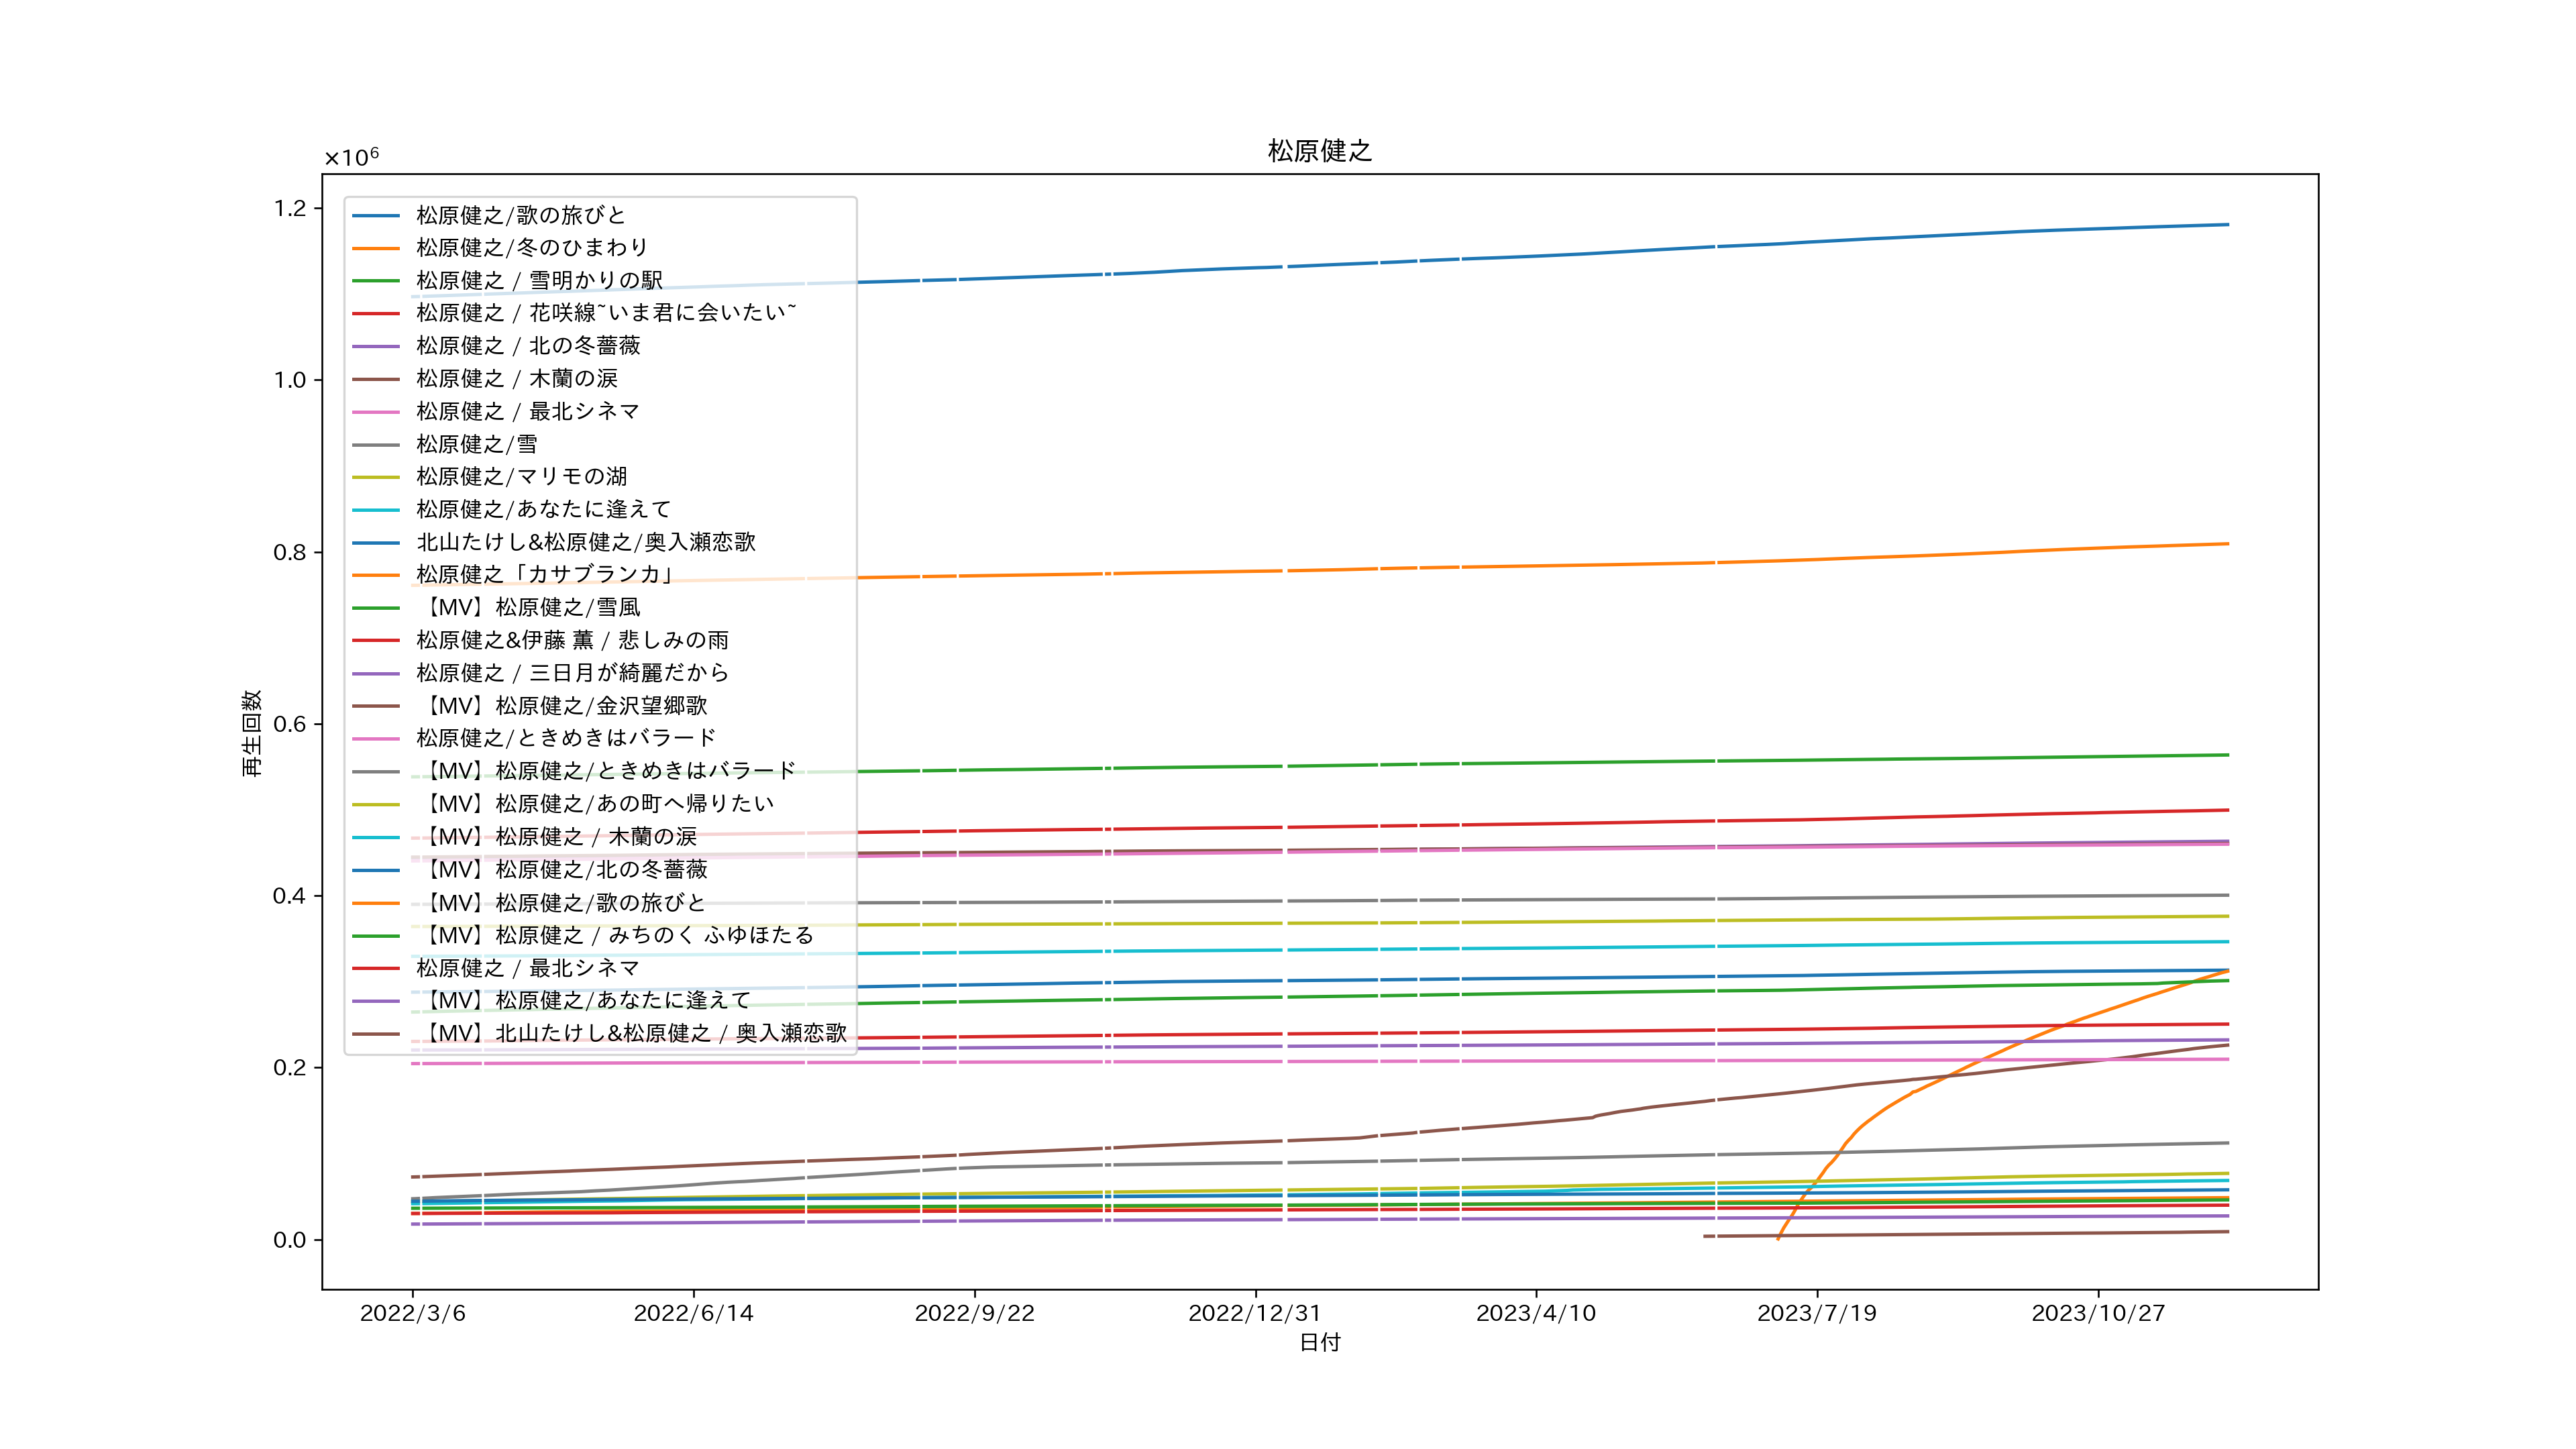 松原健之
×10⁶
1.2
1.0
0.8
0.6
0.4
0.2
0.0
再生回数
松原健之/歌の旅びと
松原健之/冬のひまわり
松原健之 / 雪明かりの駅
松原健之 / 花咲線~いま君に会いたい~
松原健之 / 北の冬薔薇
松原健之 / 木蘭の涙
松原健之 / 最北シネマ
松原健之/雪
松原健之/マリモの湖
松原健之/あなたに逢えて
北山たけし&松原健之/奥入瀬恋歌
松原健之「カサブランカ」
【MV】松原健之/雪風
松原健之&伊藤 薫 / 悲しみの雨
松原健之 / 三日月が綺麗だから
【MV】松原健之/金沢望郷歌
松原健之/ときめきはバラード
【MV】松原健之/ときめきはバラード
【MV】松原健之/あの町へ帰りたい
【MV】松原健之 / 木蘭の涙
【MV】松原健之/北の冬薔薇
【MV】松原健之/歌の旅びと
【MV】松原健之 / みちのく ふゆほたる
松原健之 / 最北シネマ
【MV】松原健之/あなたに逢えて
【MV】北山たけし&松原健之 / 奥入瀬恋歌
2022/3/6 2022/6/14 2022/9/22 2022/12/31 2023/4/10 2023/7/19 2023/10/27
日付